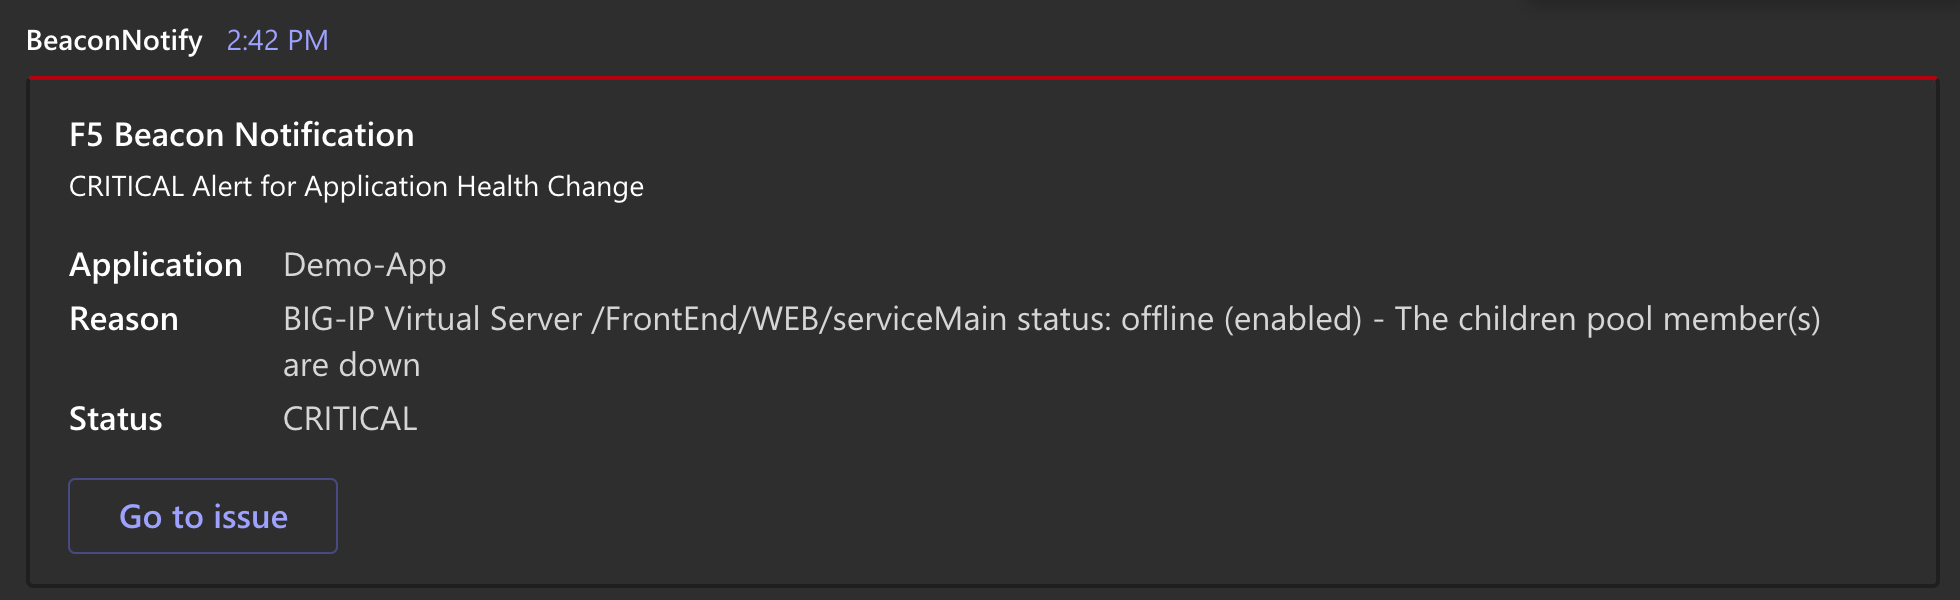 BeaconNotify 2:42 PM
F5 Beacon Notification
CRITICAL Alert for Application Health Change
Application Demo-App
Reason BIG-IP Virtual Server /FrontEnd/WEB/serviceMain status: offline (enabled) - The children pool member(s)
are down
Status CRITICAL
Go to issue